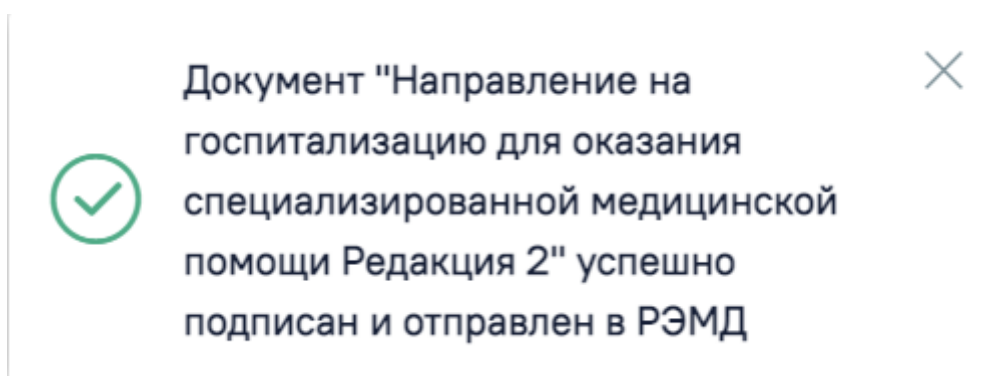 Документ "Направление на
госпитализацию для оказания
специализированной медицинской
помощи Редакция 2" успешно
подписан и отправлен в РЭМД